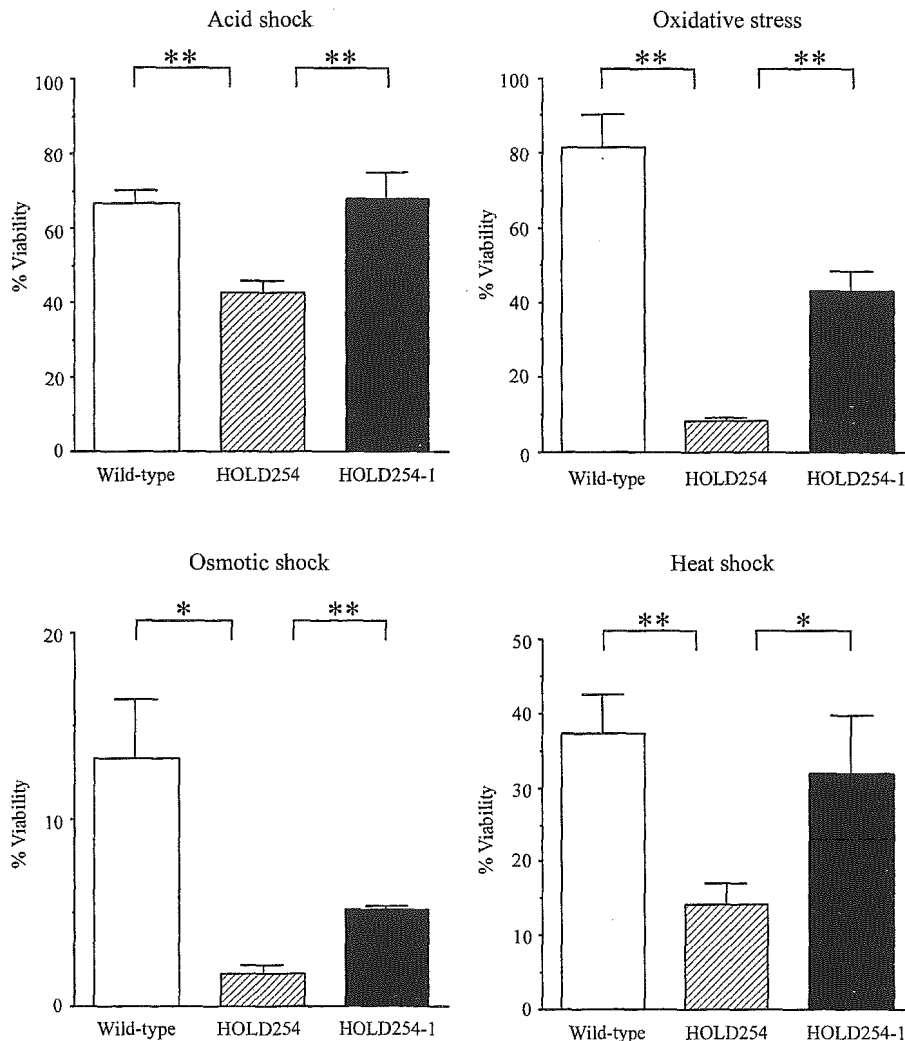 Acid shock
** **
100
80
60
40
20
0
% Viability
Wild-type HOLD254 HOLD254-1
Oxidative stress
** **
100
80
60
40
20
0
% Viability
Wild-type HOLD254 HOLD254-1
Osmotic shock
* **
20
10
0
% Viability
Wild-type HOLD254 HOLD254-1
Heat shock
** *
50
40
30
20
10
0
% Viability
Wild-type HOLD254 HOLD254-1